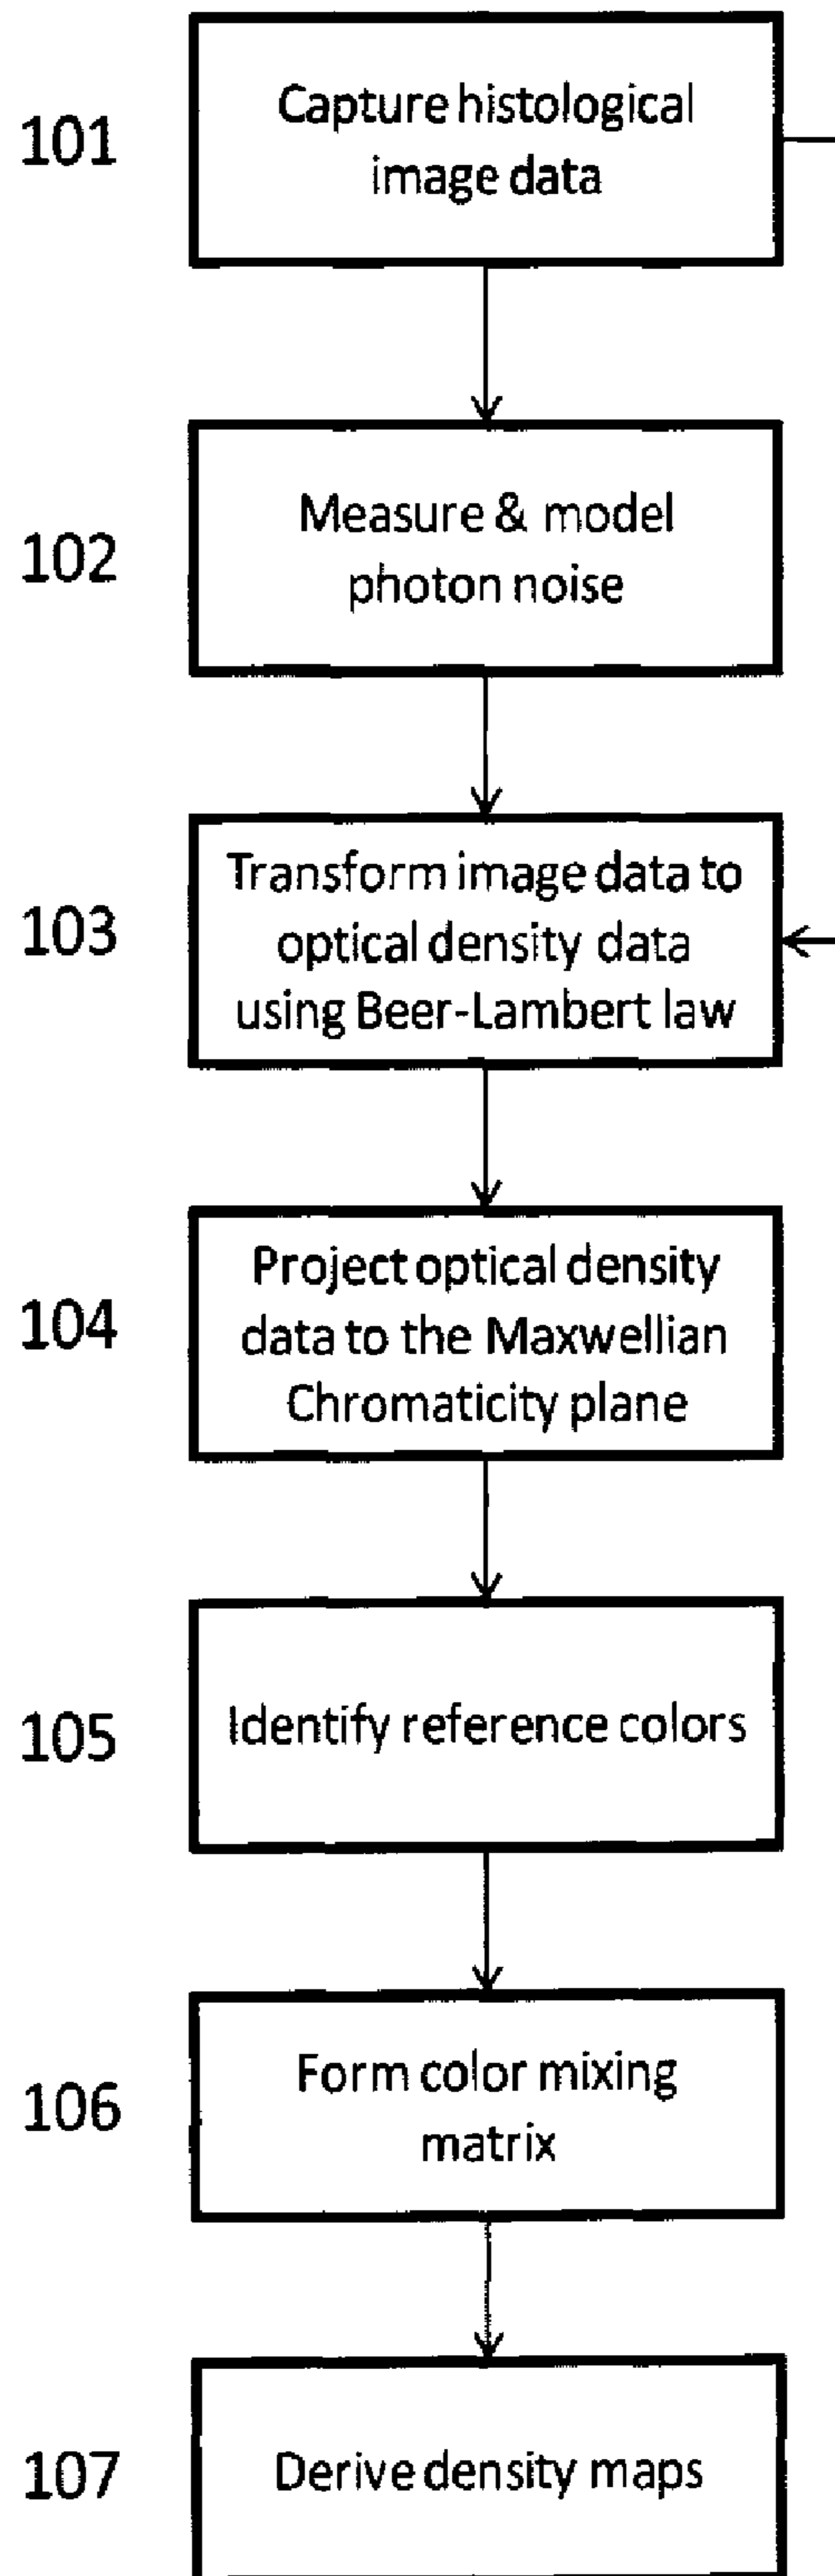 101
Capture histological
image data
102
Measure & model
photon noise
103
Transform image data to
optical density data
using Beer-Lambert law
104
Project optical density
data to the Maxwellian
Chromaticity plane
105
Identify reference colors
106
Form color mixing
matrix
107
Derive density maps